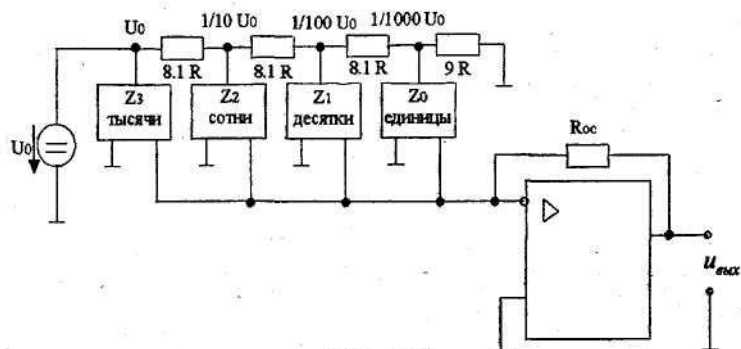 U₀ 1/10 U₀ 1/100 U₀ 1/1000 U₀
8.1 R 8.1 R 8.1 R 9 R
Z₃ Z₂ Z₁ Z₀
тысячи сотни десятки единицы
U₀
Rос
uвых